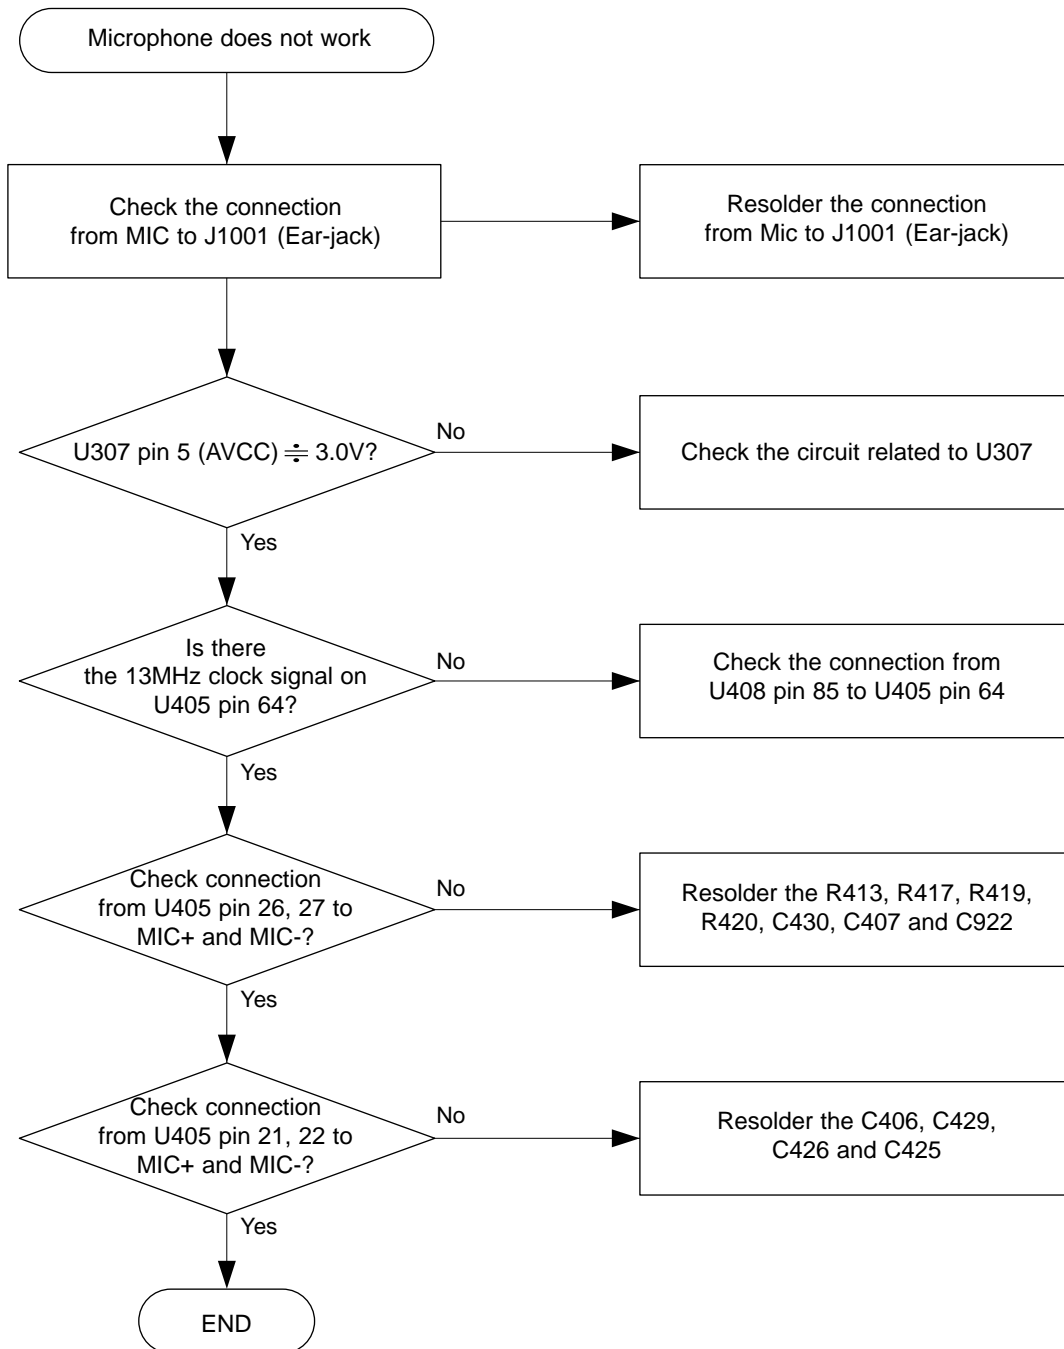 Microphone does not work
Check the connection
from MIC to J1001 (Ear-jack)
Resolder the connection
from Mic to J1001 (Ear-jack)
U307 pin 5 (AVCC) ≑ 3.0V?
No
Check the circuit related to U307
Yes
Is there
the 13MHz clock signal on
U405 pin 64?
No
Check the connection from
U408 pin 85 to U405 pin 64
Yes
Check connection
from U405 pin 26, 27 to
MIC+ and MIC-?
No
Resolder the R413, R417, R419,
R420, C430, C407 and C922
Yes
Check connection
from U405 pin 21, 22 to
MIC+ and MIC-?
No
Resolder the C406, C429,
C426 and C425
Yes
END